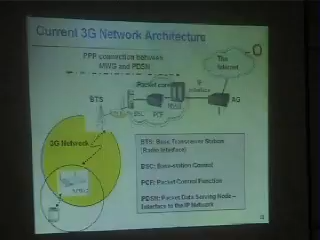 Current 3G Network Architecture
PPP connection between
MWG and PDSN
The
Internet
BTS
PCF
PDSN
AG
3G Network
BTS: Base Transceiver Station
(Radio Interface)
BSC: Base-station Control
PCF: Packet Control Function
PDSN: Packet Data Serving Node –
Interface to the IP Network